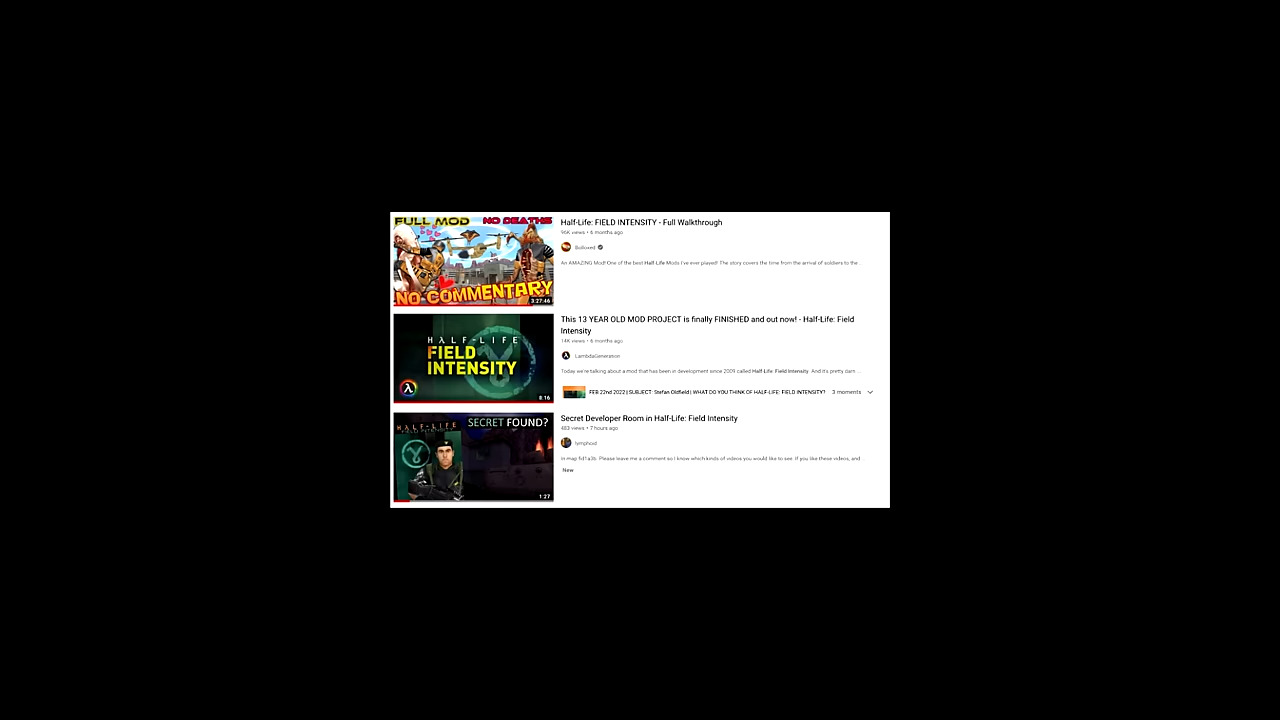 FULL MOD NO DEATHS
NO COMMENTARY
3:27:46
Half-Life: FIELD INTENSITY - Full Walkthrough
96K views • 6 months ago
Bolloxed
An AMAZING Mod! One of the best Half-Life Mods I've ever played! The story covers the time from the arrival of soldiers to the ...
HλLF-LIFE
FIELD
INTENSITY
8:16
This 13 YEAR OLD MOD PROJECT is finally FINISHED and out now! - Half-Life: Field
Intensity
14K views • 6 months ago
LambdaGeneration
Today we're talking about a mod that has been in development since 2009 called Half-Life: Field Intensity. And it's pretty darn ...
FEB 22nd 2022 | SUBJECT: Stefan Oldfield | WHAT DO YOU THINK OF HALF-LIFE: FIELD INTENSITY? 3 moments
HλLF-LIFE
FIELD INTENSITY
SECRET FOUND?
1:27
Secret Developer Room in Half-Life: Field Intensity
483 views • 7 hours ago
lymphoid
in map fid1a3b. Please leave me a comment so I know which kinds of videos you would like to see. If you like these videos, and
New